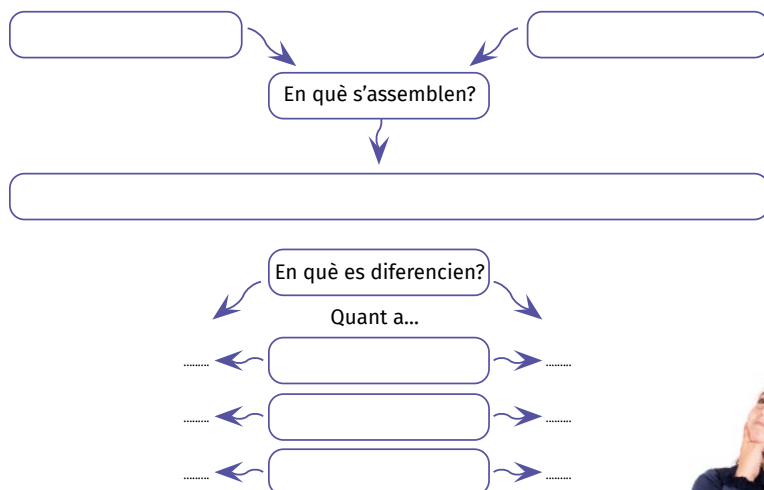 En què s'assemblen?
En què es diferencien?
Quant a...
......... .........
......... .........
......... .........